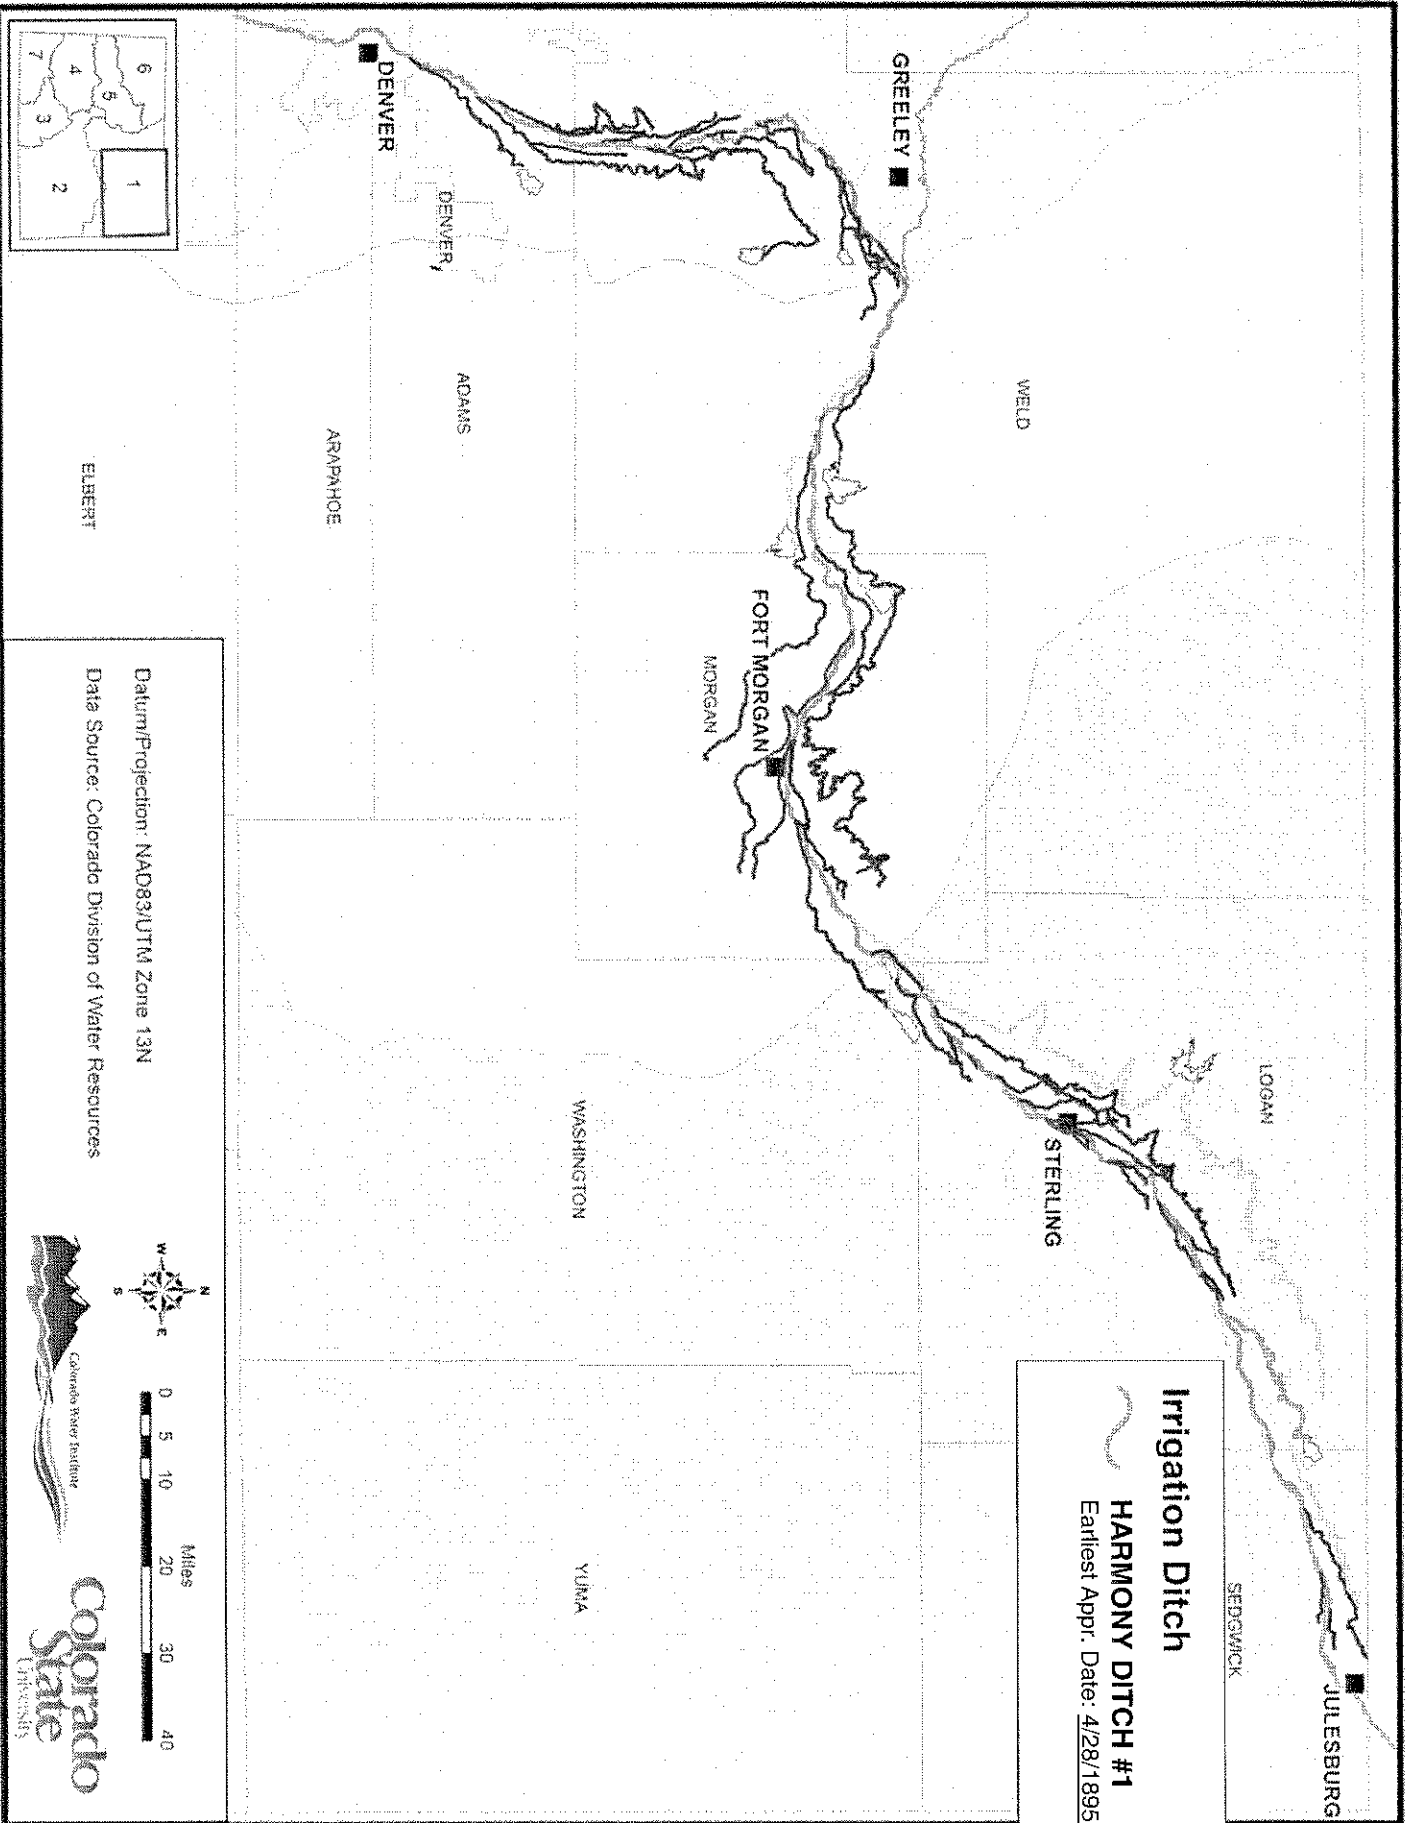 Irrigation Ditch
HARMONY DITCH #1
Earliest Appr. Date: 4/28/1895
JULESBURG
SEDGWICK
LOGAN
STERLING
WELD
GREELEY
FORT MORGAN
MORGAN
WASHINGTON
YUMA
DENVER
DENVER
ADAMS
ARAPAHOE
ELBERT
6
5
4
7
3
1
2
Datum/Projection: NAD83/UTM Zone 13N
Data Source: Colorado Division of Water Resources
N
W
E
S
Miles
0 5 10 20 30 40
Colorado Water Institute
Colorado
State
University